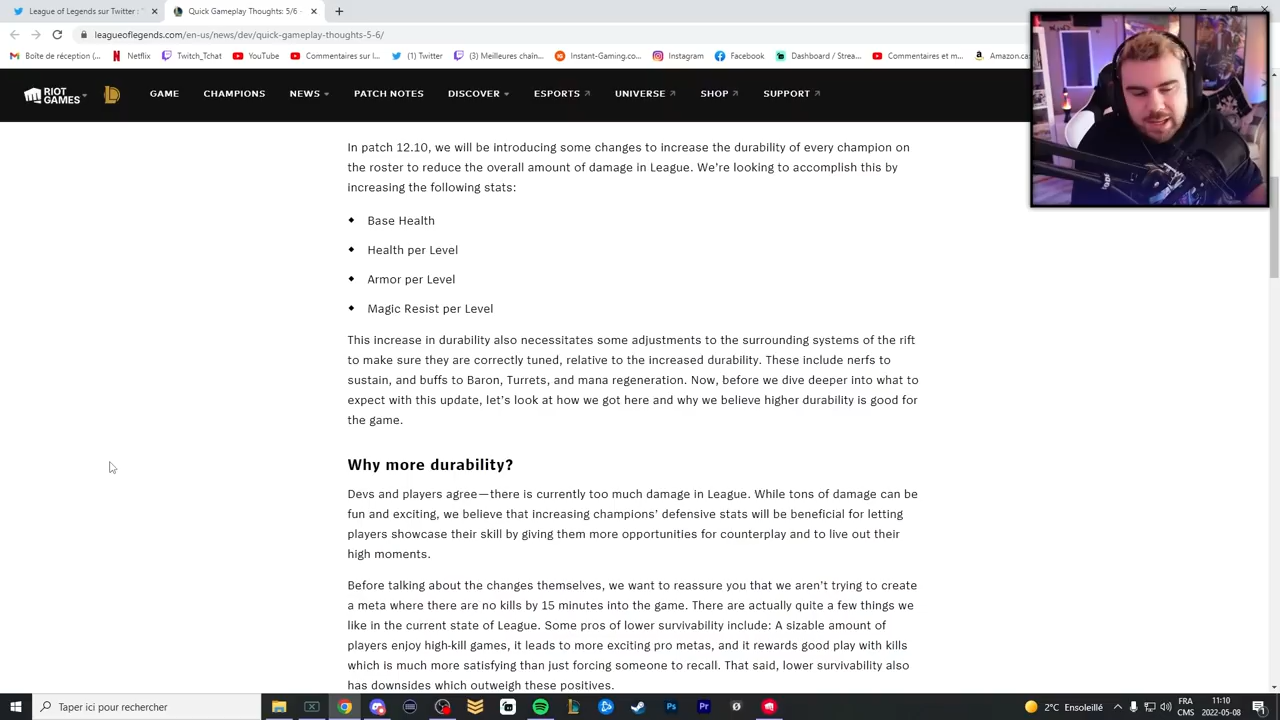 League of Legends sur Twitter : "
Quick Gameplay Thoughts: 5/6 -
leagueoflegends.com/en-us/news/dev/quick-gameplay-thoughts-5-6/
Boîte de réception (...
Netflix
Twitch_Tchat
YouTube
Commentaires sur l...
(1) Twitter
(3) Meilleures chaîn...
Instant-Gaming.co...
Instagram
Facebook
Dashboard / Strea...
Commentaires et m...
Amazon.ca
RIOT GAMES
GAME
CHAMPIONS
NEWS
PATCH NOTES
DISCOVER
ESPORTS
UNIVERSE
SHOP
SUPPORT
In patch 12.10, we will be introducing some changes to increase the durability of every champion on
the roster to reduce the overall amount of damage in League. We're looking to accomplish this by
increasing the following stats:
Base Health
Health per Level
Armor per Level
Magic Resist per Level
This increase in durability also necessitates some adjustments to the surrounding systems of the rift
to make sure they are correctly tuned, relative to the increased durability. These include nerfs to
sustain, and buffs to Baron, Turrets, and mana regeneration. Now, before we dive deeper into what to
expect with this update, let's look at how we got here and why we believe higher durability is good for
the game.
Why more durability?
Devs and players agree—there is currently too much damage in League. While tons of damage can be
fun and exciting, we believe that increasing champions' defensive stats will be beneficial for letting
players showcase their skill by giving them more opportunities for counterplay and to live out their
high moments.
Before talking about the changes themselves, we want to reassure you that we aren't trying to create
a meta where there are no kills by 15 minutes into the game. There are actually quite a few things we
like in the current state of League. Some pros of lower survivability include: A sizable amount of
players enjoy high-kill games, it leads to more exciting pro metas, and it rewards good play with kills
which is much more satisfying than just forcing someone to recall. That said, lower survivability also
has downsides which outweigh these positives.
Taper ici pour rechercher
2°C Ensoleillé
FRA
CMS
11:10
2022-05-08